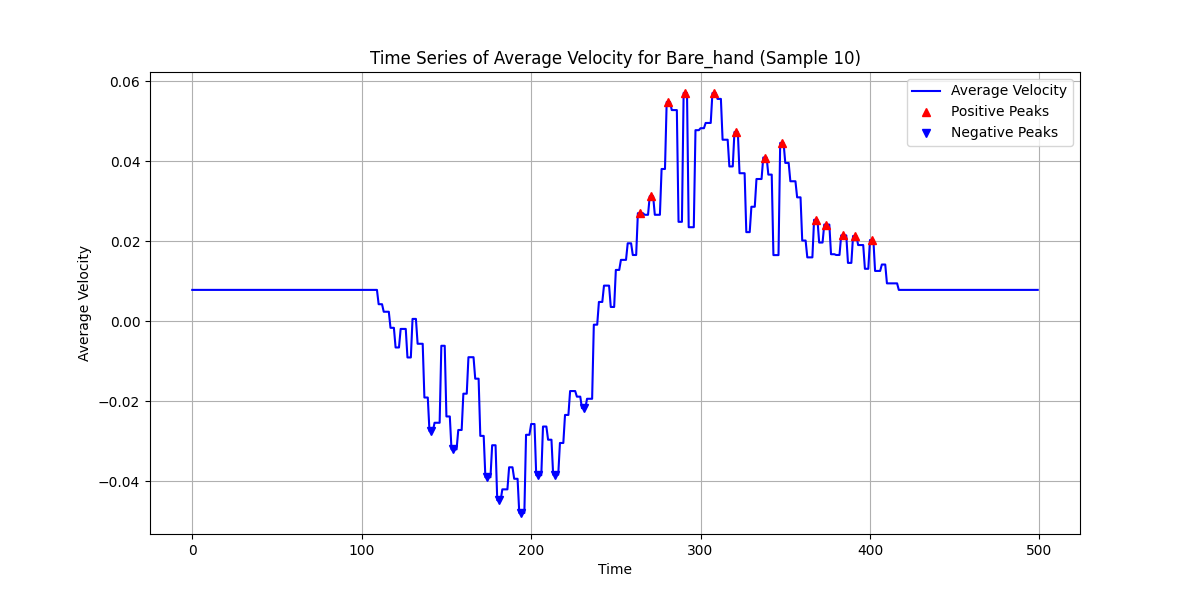 Time Series of Average Velocity for Bare_hand (Sample 10)
Average Velocity
Positive Peaks
Negative Peaks
0.06
0.04
0.02
0.00
−0.02
−0.04
Average Velocity
0 100 200 300 400 500
Time